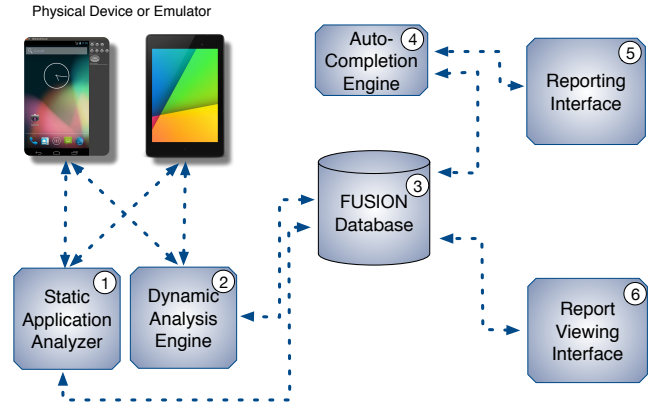 Physical Device or Emulator
Auto-
Completion
Engine
4
Reporting
Interface
5
FUSION
Database
3
Static
Application
Analyzer
1
Dynamic
Analysis
Engine
2
Report
Viewing
Interface
6